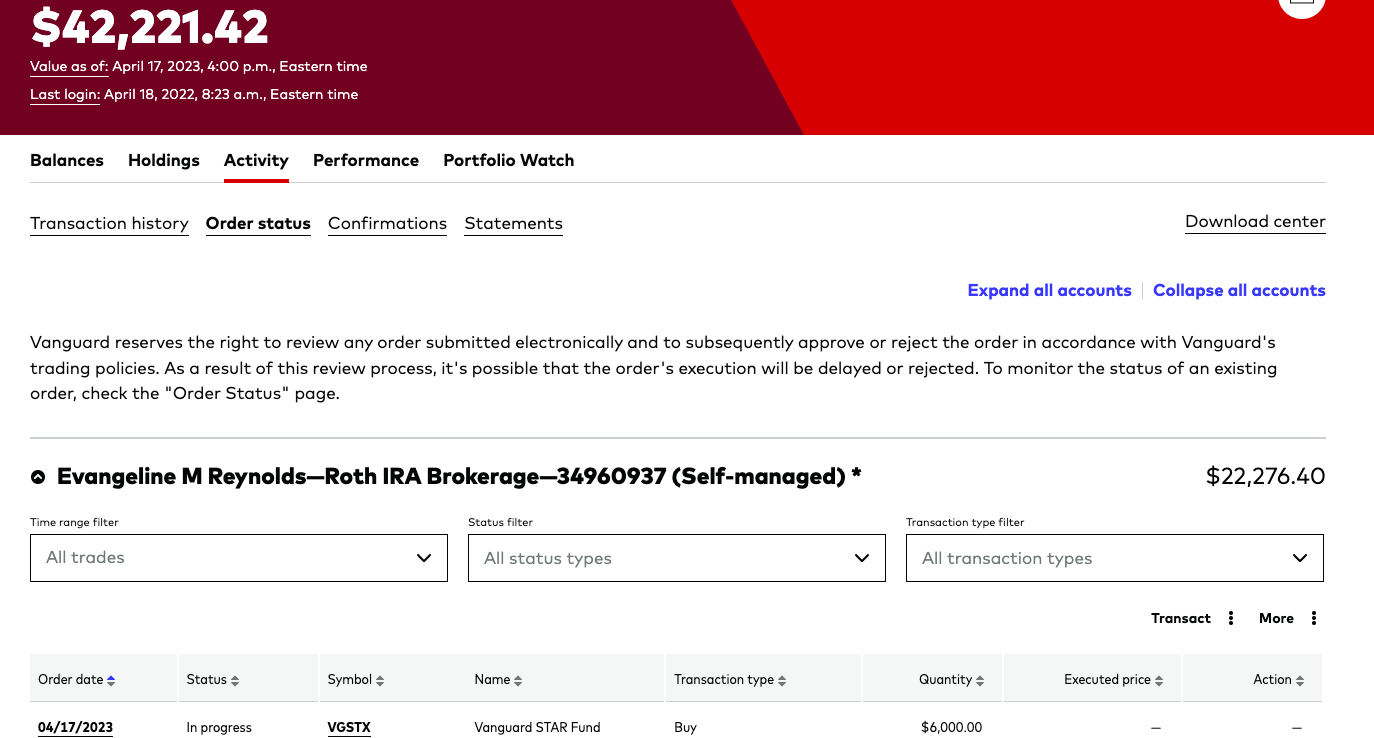 $42,221.42
Value as of: April 17, 2023, 4:00 p.m., Eastern time
Last login: April 18, 2022, 8:23 a.m., Eastern time
Balances Holdings Activity Performance Portfolio Watch
Transaction history Order status Confirmations Statements Download center
Expand all accounts Collapse all accounts
Vanguard reserves the right to review any order submitted electronically and to subsequently approve or reject the order in accordance with Vanguard's
trading policies. As a result of this review process, it's possible that the order's execution will be delayed or rejected. To monitor the status of an existing
order, check the "Order Status" page.
Evangeline M Reynolds—Roth IRA Brokerage—34960937 (Self-managed) * $22,276.40
Time range filter Status filter Transaction type filter
All trades All status types All transaction types
Transact More
Order date Status Symbol Name Transaction type Quantity Executed price Action
04/17/2023 In progress VGSTX Vanguard STAR Fund Buy $6,000.00 — —